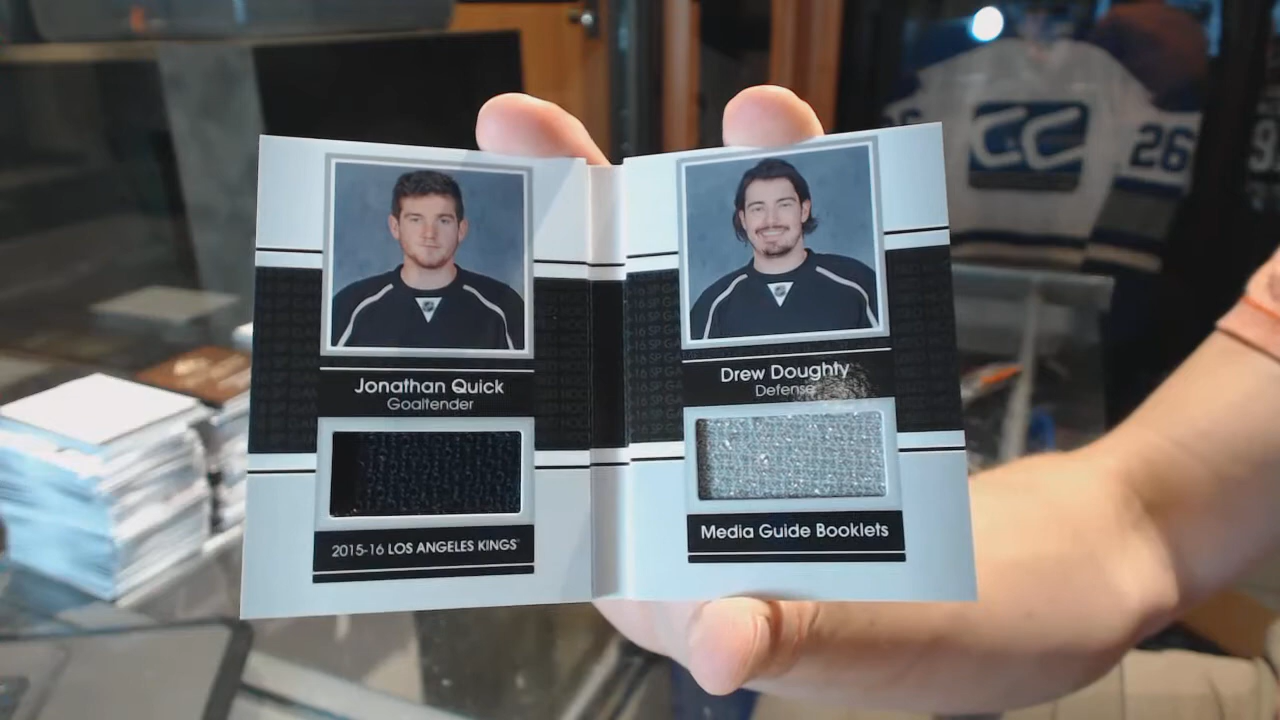 Jonathan Quick
Goaltender
2015-16 LOS ANGELES KINGS
Drew Doughty
Defense
Media Guide Booklets
CC
26